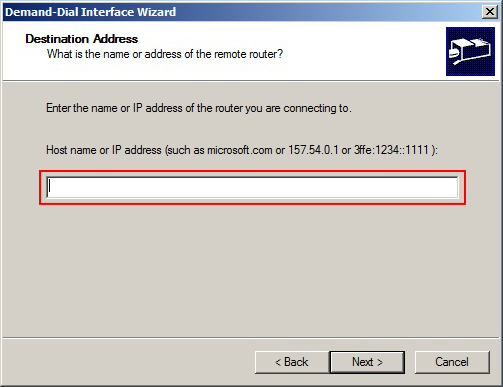 Demand-Dial Interface Wizard
Destination Address
What is the name or address of the remote router?
Enter the name or IP address of the router you are connecting to.
Host name or IP address (such as microsoft.com or 157.54.0.1 or 3ffe:1234::1111 ):
< Back
Next >
Cancel